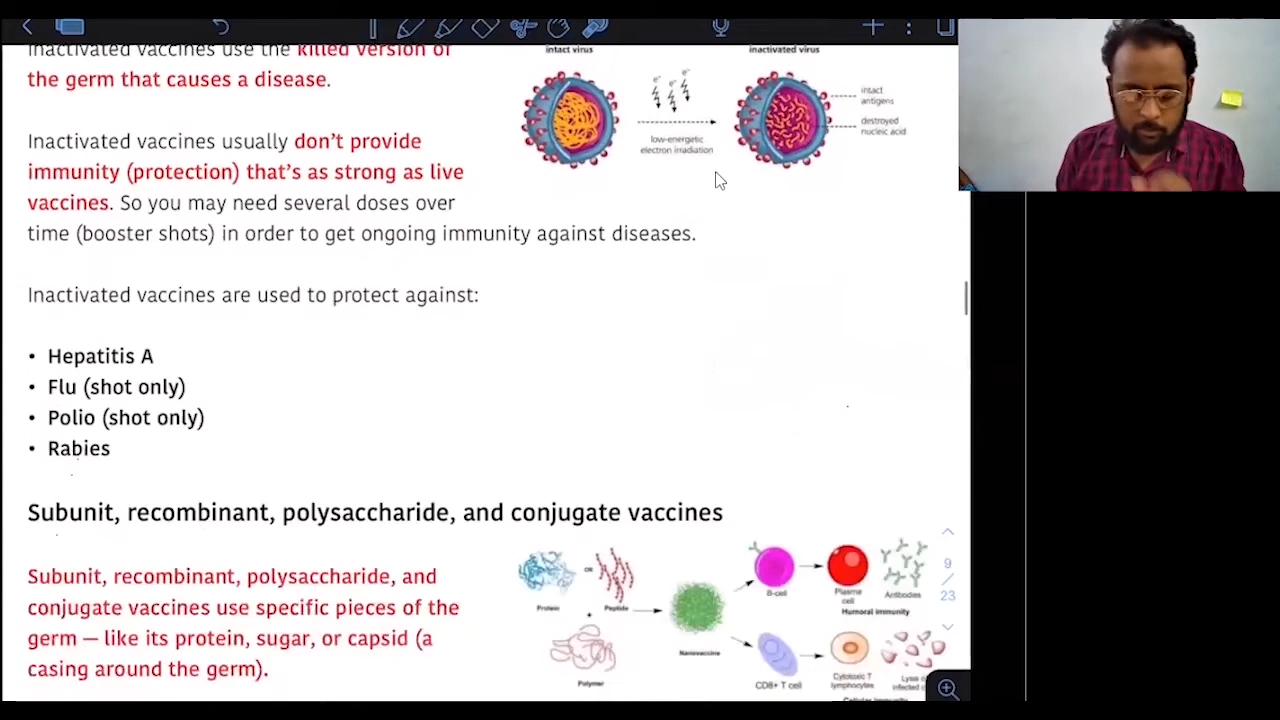 Inactivated vaccines use the killed version of
the germ that causes a disease.
Inactivated vaccines usually don't provide
immunity (protection) that's as strong as live
vaccines. So you may need several doses over
time (booster shots) in order to get ongoing immunity against diseases.
intact virus
inactivated virus
e⁻
e⁻
e⁻
low-energetic
electron irradiation
intact
antigens
destroyed
nucleic acid
Inactivated vaccines are used to protect against:
• Hepatitis A
• Flu (shot only)
• Polio (shot only)
• Rabies
Subunit, recombinant, polysaccharide, and conjugate vaccines
Subunit, recombinant, polysaccharide, and
conjugate vaccines use specific pieces of the
germ — like its protein, sugar, or capsid (a
casing around the germ).
Protein
OR
Peptide
+
Polymer
Nanovaccine
B-cell
Plasma
cell
Antibodies
Humoral immunity
CD8+ T cell
Cytotoxic T
lymphocytes
Lysis
infected
Cellular immunity
9
/
23